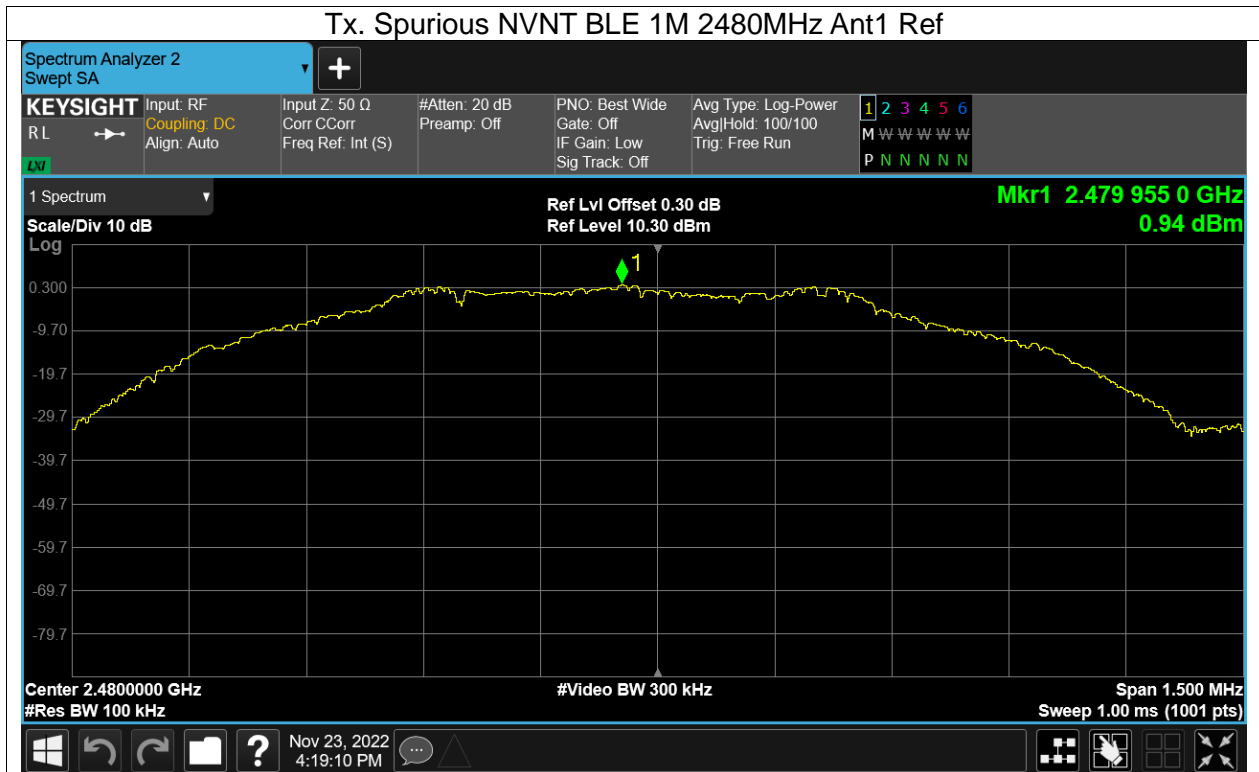 Tx. Spurious NVNT BLE 1M 2480MHz Ant1 Ref
Spectrum Analyzer 2
Swept SA
KEYSIGHT
R L
LXI
Input: RF
Coupling: DC
Align: Auto
Input Z: 50 Ω
Corr CCorr
Freq Ref: Int (S)
#Atten: 20 dB
Preamp: Off
PNO: Best Wide
Gate: Off
IF Gain: Low
Sig Track: Off
Avg Type: Log-Power
Avg|Hold: 100/100
Trig: Free Run
1 2 3 4 5 6
M W W W W W
P N N N N N
1 Spectrum
Scale/Div 10 dB
Ref Lvl Offset 0.30 dB
Ref Level 10.30 dBm
Mkr1 2.479 955 0 GHz
0.94 dBm
Log
1
0.300
-9.70
-19.7
-29.7
-39.7
-49.7
-59.7
-69.7
-79.7
Center 2.4800000 GHz
#Res BW 100 kHz
#Video BW 300 kHz
Span 1.500 MHz
Sweep 1.00 ms (1001 pts)
?
Nov 23, 2022
4:19:10 PM